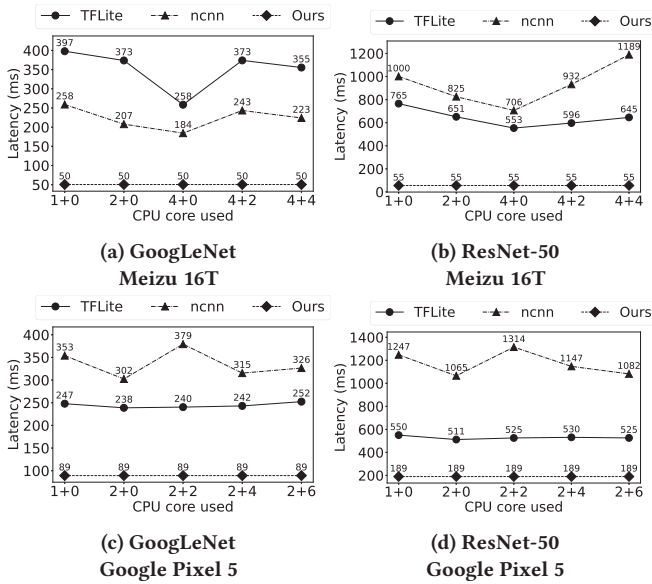 TFLite ncnn Ours
400
350
300
250
200
150
100
50
Latency (ms)
397 373 258 373 355
258 207 184 243 223
50 50 50 50 50
1+0 2+0 4+0 4+2 4+4
CPU core used
(a) GoogLeNet
Meizu 16T
TFLite ncnn Ours
1200
1000
800
600
400
200
0
Latency (ms)
1000 825 706 932 1189
765 651 553 596 645
55 55 55 55 55
1+0 2+0 4+0 4+2 4+4
CPU core used
(b) ResNet-50
Meizu 16T
TFLite ncnn Ours
400
350
300
250
200
150
100
Latency (ms)
353 302 379 315 326
247 238 240 242 252
89 89 89 89 89
1+0 2+0 2+2 2+4 2+6
CPU core used
(c) GoogLeNet
Google Pixel 5
TFLite ncnn Ours
1400
1200
1000
800
600
400
200
Latency (ms)
1247 1065 1314 1147 1082
550 511 525 530 525
189 189 189 189 189
1+0 2+0 2+2 2+4 2+6
CPU core used
(d) ResNet-50
Google Pixel 5